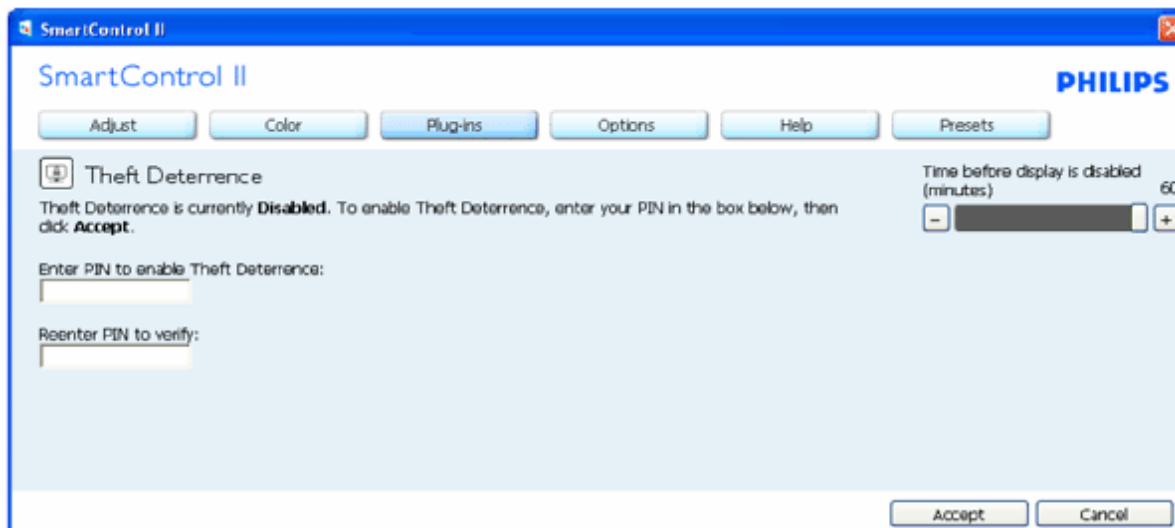 SmartControl II
SmartControl II
PHILIPS
Adjust Color Plug-ins Options Help Presets
Theft Deterrence
Theft Deterrence is currently Disabled. To enable Theft Deterrence, enter your PIN in the box below, then
click Accept.
Time before display is disabled
(minutes) 60
- +
Enter PIN to enable Theft Deterrence:
Reenter PIN to verify:
Accept Cancel